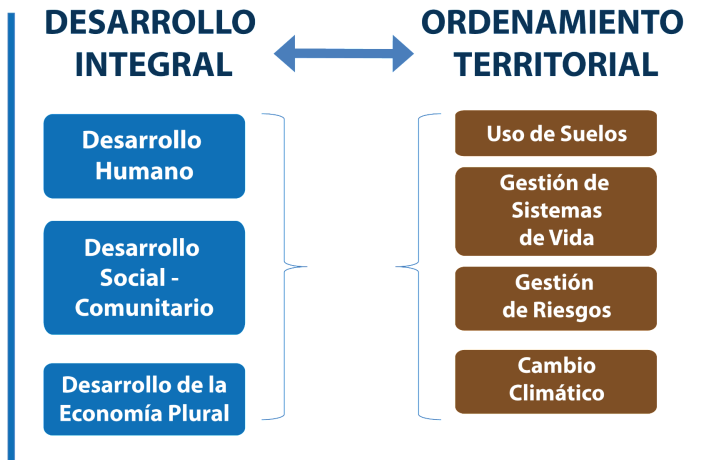 DESARROLLO
INTEGRAL
ORDENAMIENTO
TERRITORIAL
Desarrollo
Humano
Desarrollo
Social -
Comunitario
Desarrollo de la
Economía Plural
Uso de Suelos
Gestión de
Sistemas
de Vida
Gestión
de Riesgos
Cambio
Climático